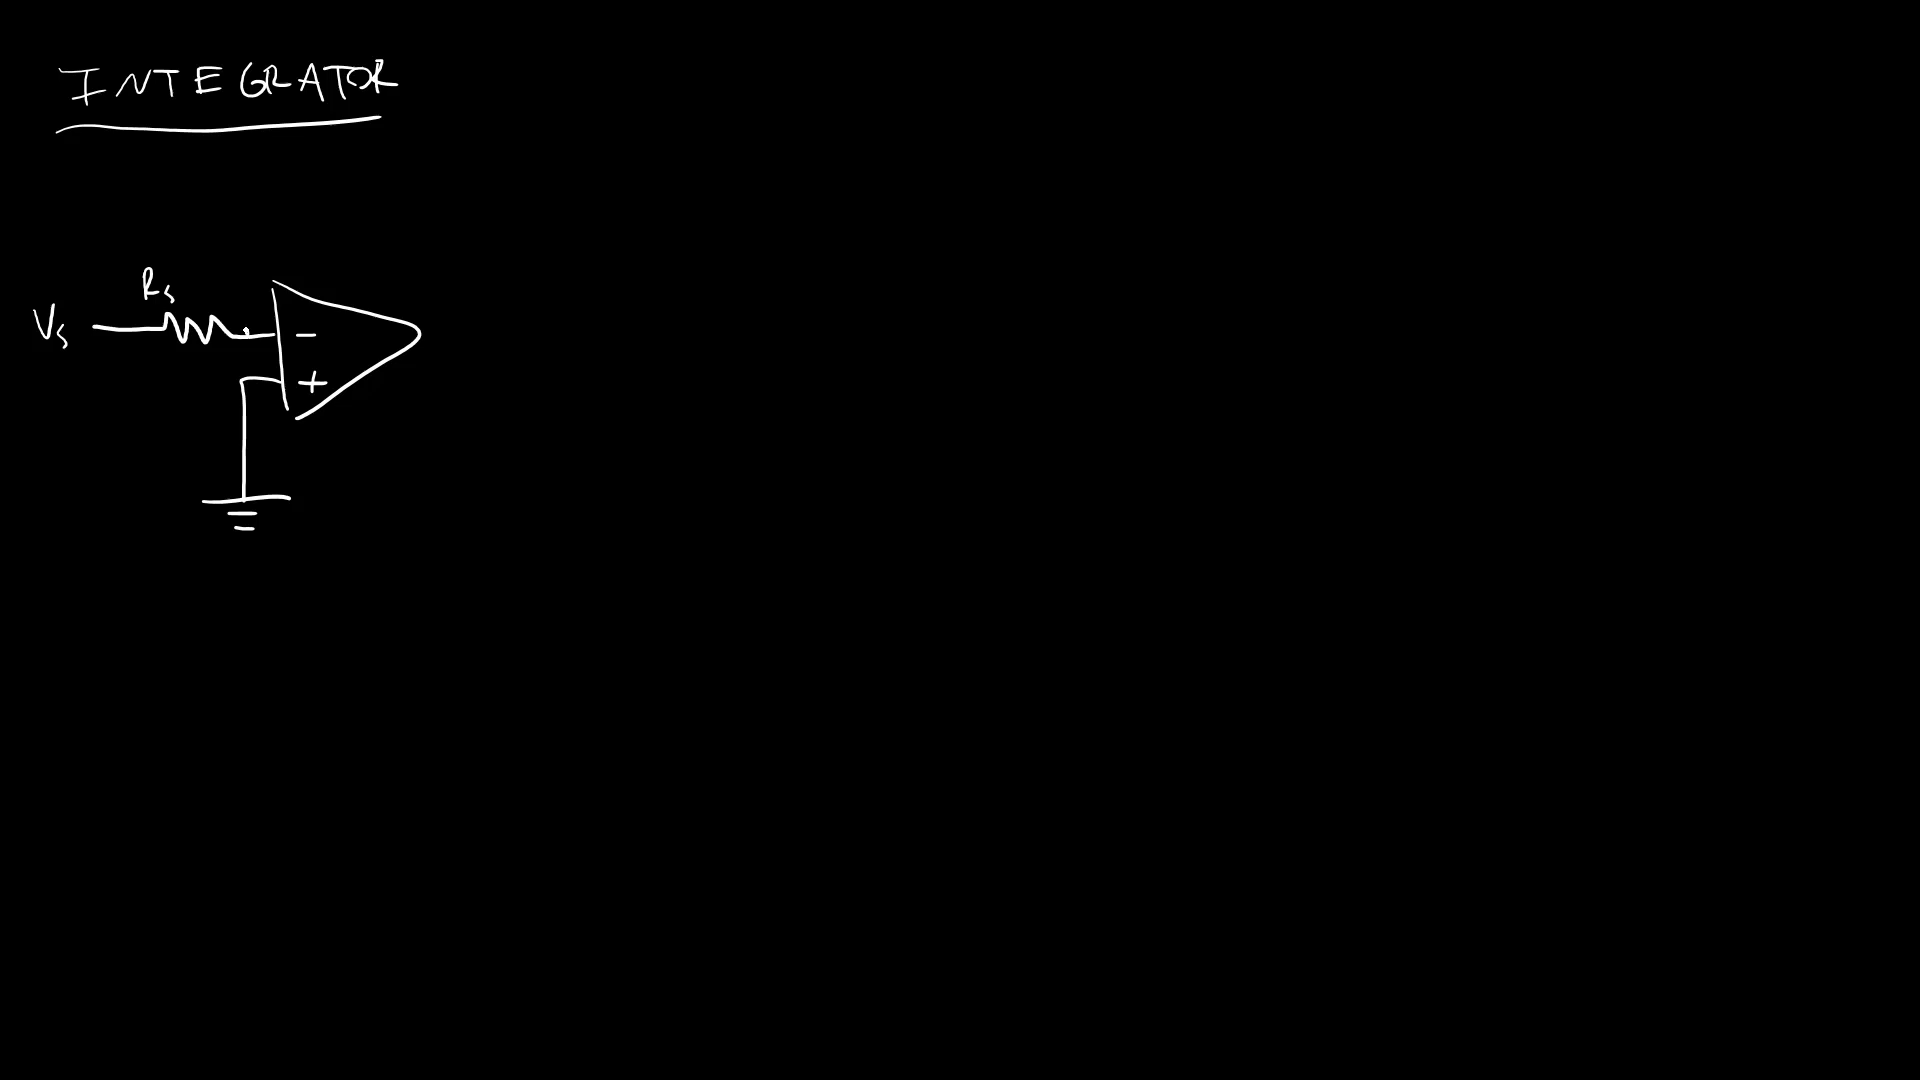 INTEGRATOR
Rs
Vs
-
+